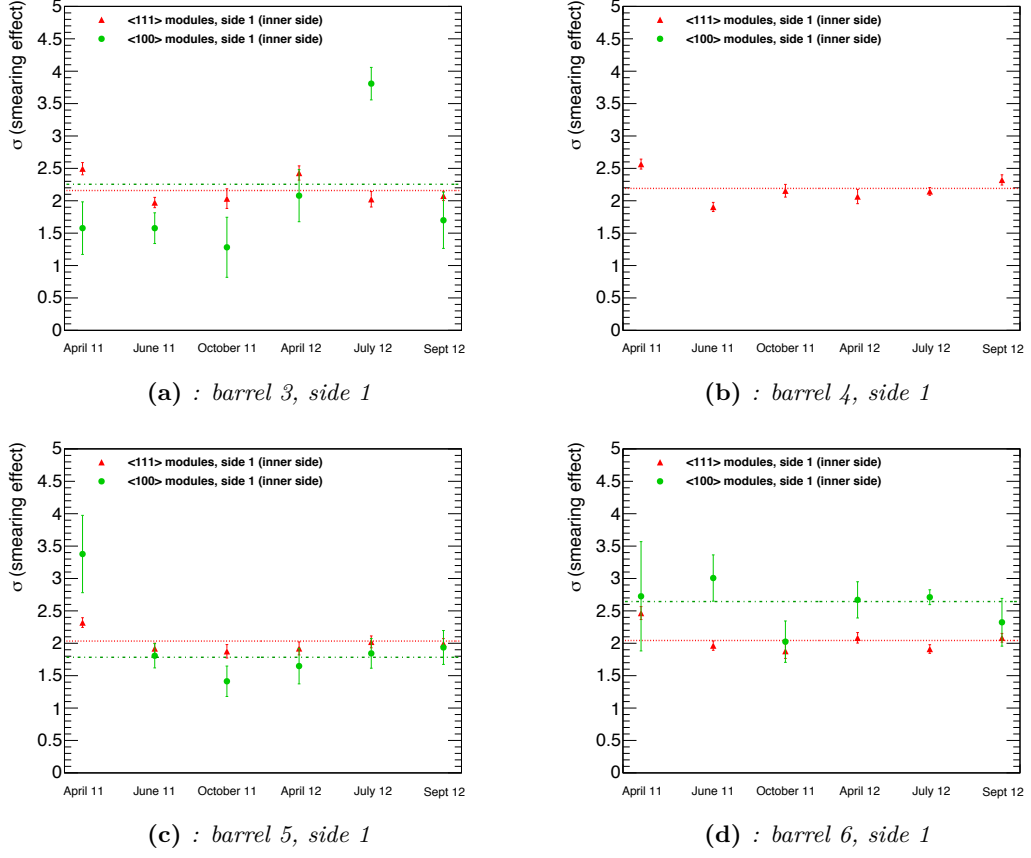 σ (smearing effect)
5
4.5
4
3.5
3
2.5
2
1.5
1
0.5
0
<111> modules, side 1 (inner side)
<100> modules, side 1 (inner side)
April 11 June 11 October 11 April 12 July 12 Sept 12
(a) : barrel 3, side 1
σ (smearing effect)
5
4.5
4
3.5
3
2.5
2
1.5
1
0.5
0
<111> modules, side 1 (inner side)
<100> modules, side 1 (inner side)
April 11 June 11 October 11 April 12 July 12 Sept 12
(b) : barrel 4, side 1
σ (smearing effect)
5
4.5
4
3.5
3
2.5
2
1.5
1
0.5
0
<111> modules, side 1 (inner side)
<100> modules, side 1 (inner side)
April 11 June 11 October 11 April 12 July 12 Sept 12
(c) : barrel 5, side 1
σ (smearing effect)
5
4.5
4
3.5
3
2.5
2
1.5
1
0.5
0
<111> modules, side 1 (inner side)
<100> modules, side 1 (inner side)
April 11 June 11 October 11 April 12 July 12 Sept 12
(d) : barrel 6, side 1